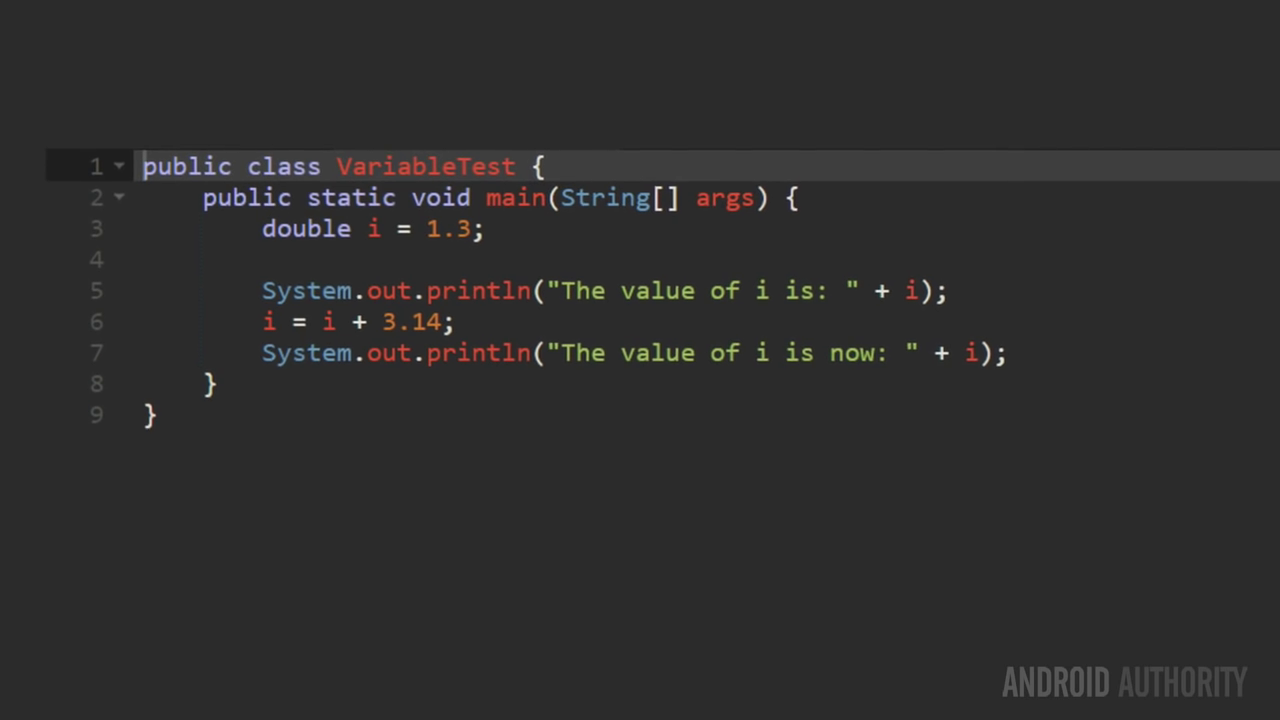 1 public class VariableTest {
2 public static void main(String[] args) {
3 double i = 1.3;
4
5 System.out.println("The value of i is: " + i);
6 i = i + 3.14;
7 System.out.println("The value of i is now: " + i);
8 }
9 }
ANDROID AUTHORITY